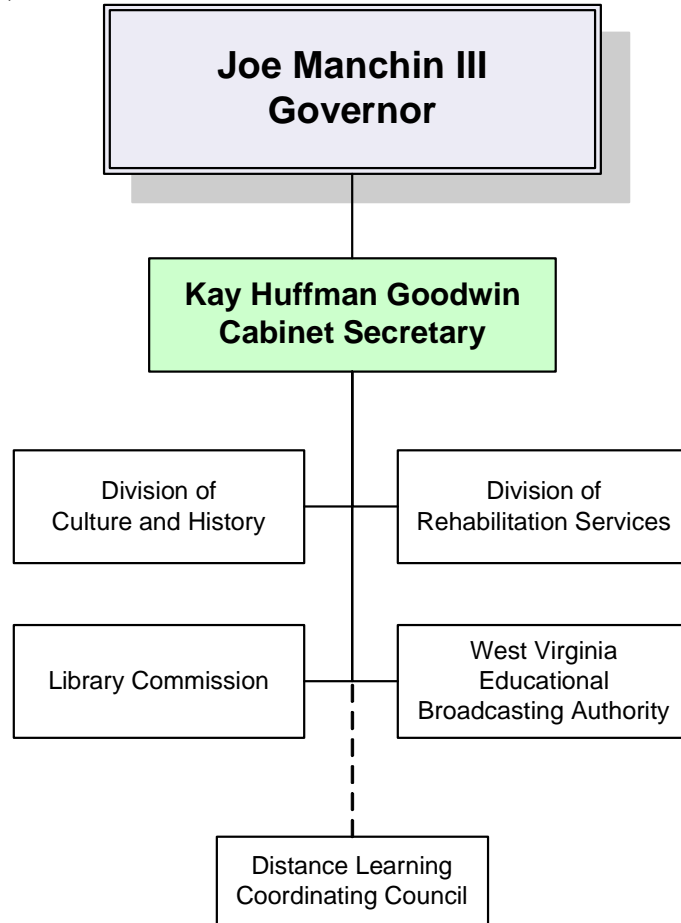 Joe Manchin III
Governor
Kay Huffman Goodwin
Cabinet Secretary
Division of
Culture and History
Division of
Rehabilitation Services
Library Commission
West Virginia
Educational
Broadcasting Authority
Distance Learning
Coordinating Council